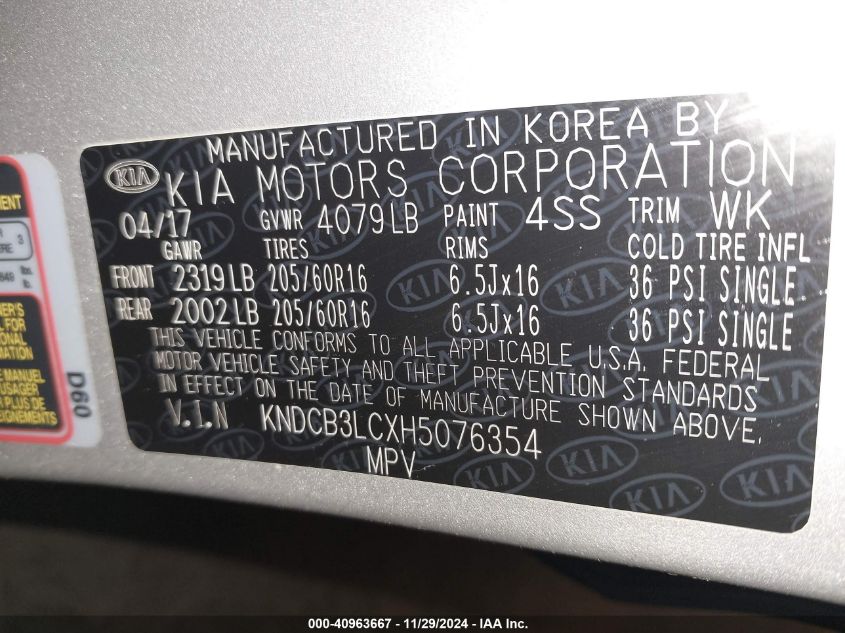 MANUFACTURED IN KOREA BY
KIA KIA MOTORS CORPORATION
04/17 GVWR 4079LB PAINT 4SS TRIM WK
GAWR TIRES RIMS COLD TIRE INFL
FRONT 2319LB 205/60R16 6.5Jx16 36 PSI SINGLE
REAR 2002LB 205/60R16 6.5Jx16 36 PSI SINGLE
THIS VEHICLE CONFORMS TO ALL APPLICABLE U.S.A. FEDERAL
MOTOR VEHICLE SAFETY AND THEFT PREVENTION STANDARDS
IN EFFECT ON THE DATE OF MANUFACTURE SHOWN ABOVE.
V.I.N KNDCB3LCXH5076354
MPV
D60
000-40963667 - 11/29/2024 - IAA Inc.